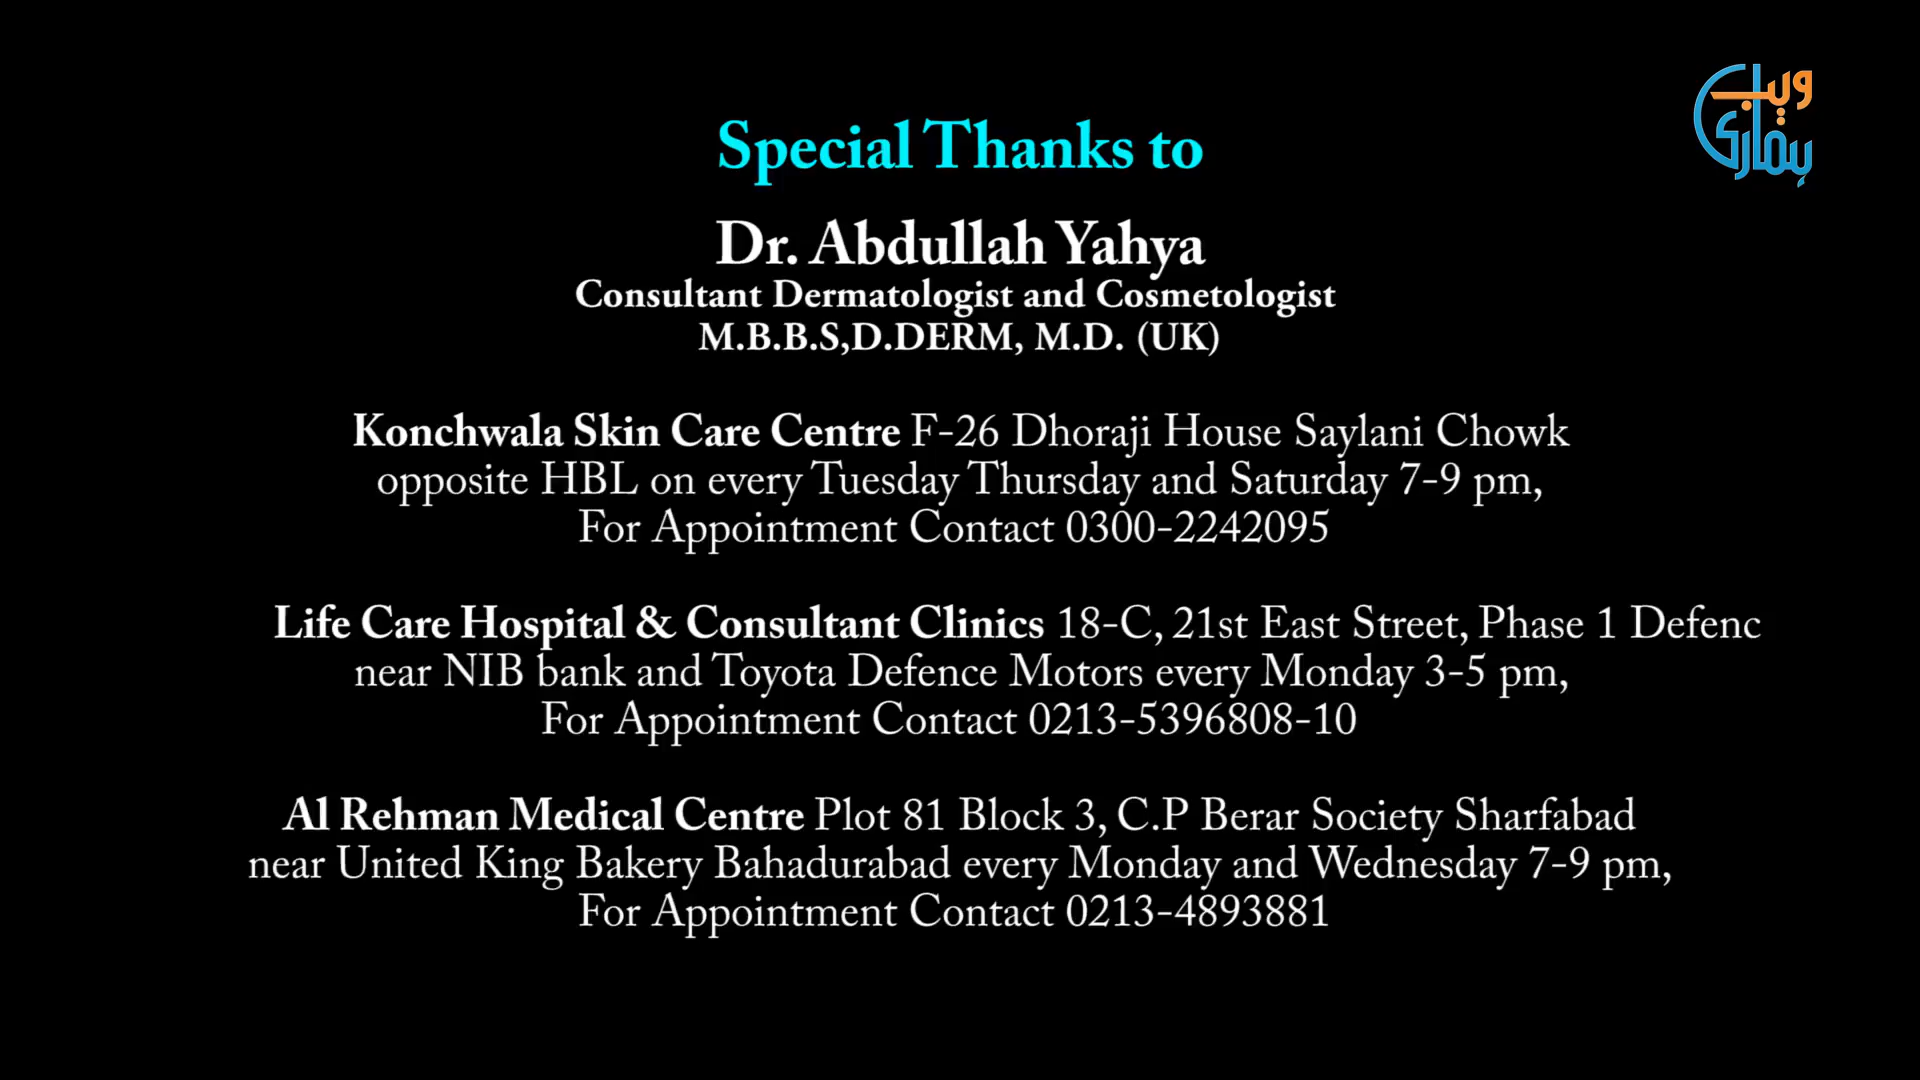 ویب
ہماری
Special Thanks to
Dr. Abdullah Yahya
Consultant Dermatologist and Cosmetologist
M.B.B.S,D.DERM, M.D. (UK)
Konchwala Skin Care Centre F-26 Dhoraji House Saylani Chowk
opposite HBL on every Tuesday Thursday and Saturday 7-9 pm,
For Appointment Contact 0300-2242095
Life Care Hospital & Consultant Clinics 18-C, 21st East Street, Phase 1 Defenc
near NIB bank and Toyota Defence Motors every Monday 3-5 pm,
For Appointment Contact 0213-5396808-10
Al Rehman Medical Centre Plot 81 Block 3, C.P Berar Society Sharfabad
near United King Bakery Bahadurabad every Monday and Wednesday 7-9 pm,
For Appointment Contact 0213-4893881